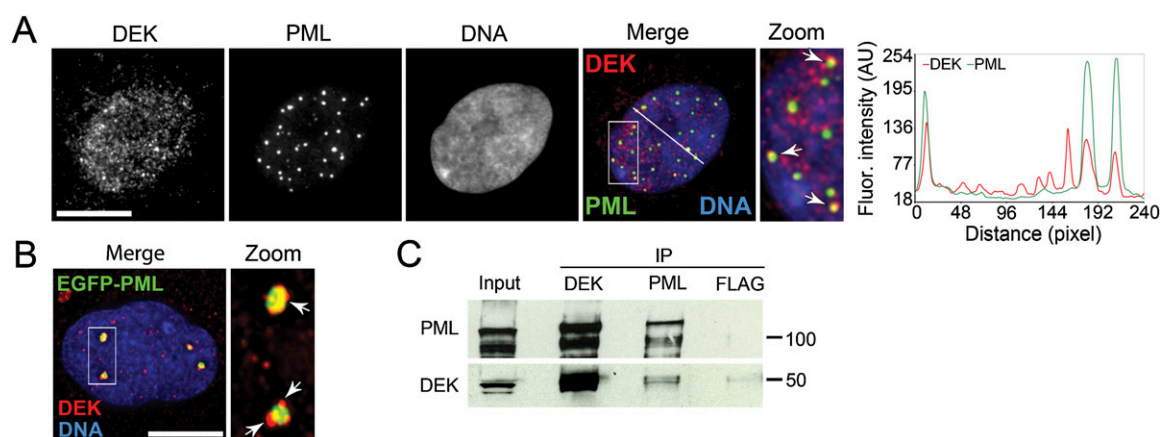 A
DEK PML DNA Merge Zoom
DEK
PML DNA
Fluor. intensity (AU)
254
195
136
77
18
DEK PML
0 48 96 144 192 240
Distance (pixel)
B
Merge Zoom
EGFP-PML
DEK
DNA
C
IP
Input DEK PML FLAG
PML
100
DEK
50